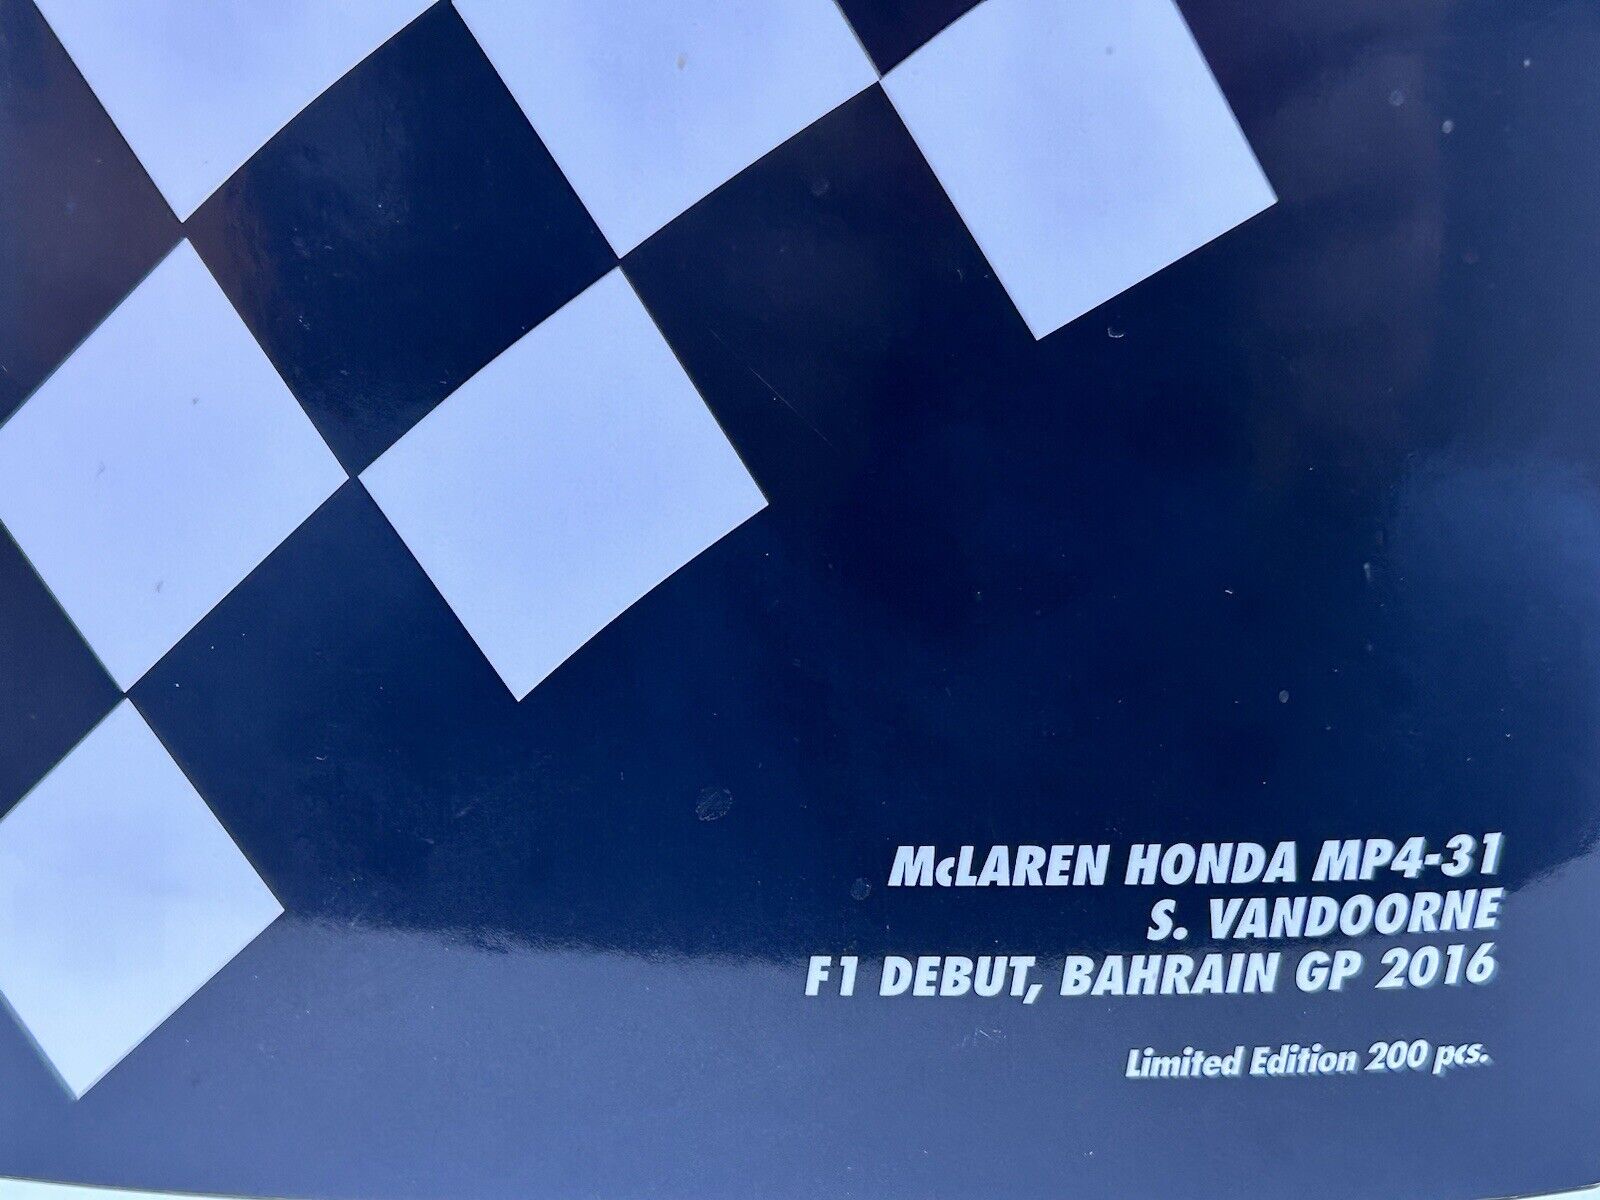 McLAREN HONDA MP4-31
S. VANDOORNE
F1 DEBUT, BAHRAIN GP 2016
Limited Edition 200 pcs.